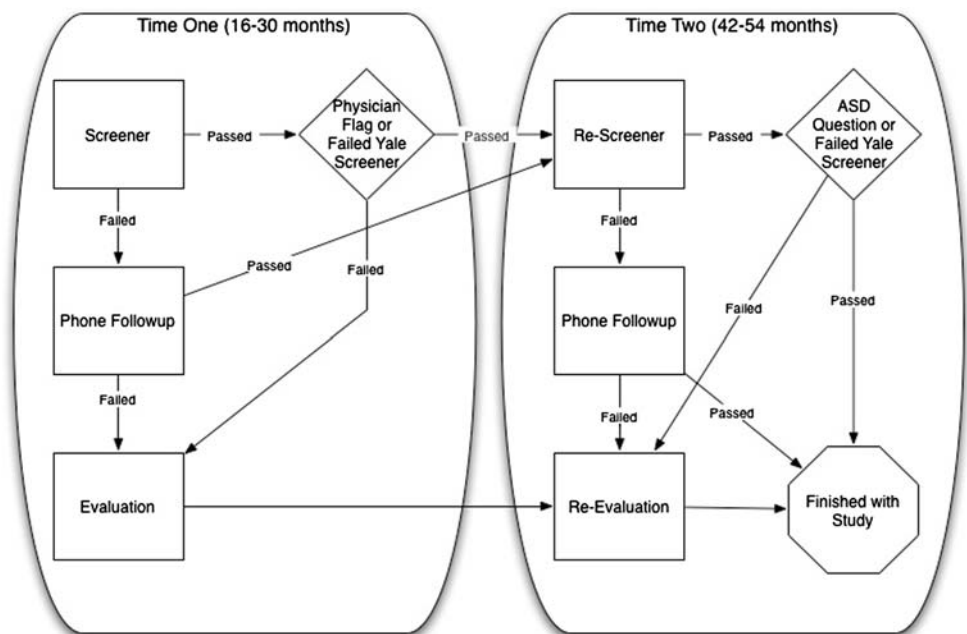 Time One (16-30 months)
Time Two (42-54 months)
Screener
Passed
Physician
Flag or
Failed Yale
Screener
Passed
Re-Screener
Passed
ASD
Question or
Failed Yale
Screener
Failed
Passed
Failed
Failed
Phone Followup
Phone Followup
Failed
Passed
Failed
Failed
Passed
Evaluation
Re-Evaluation
Finished with
Study